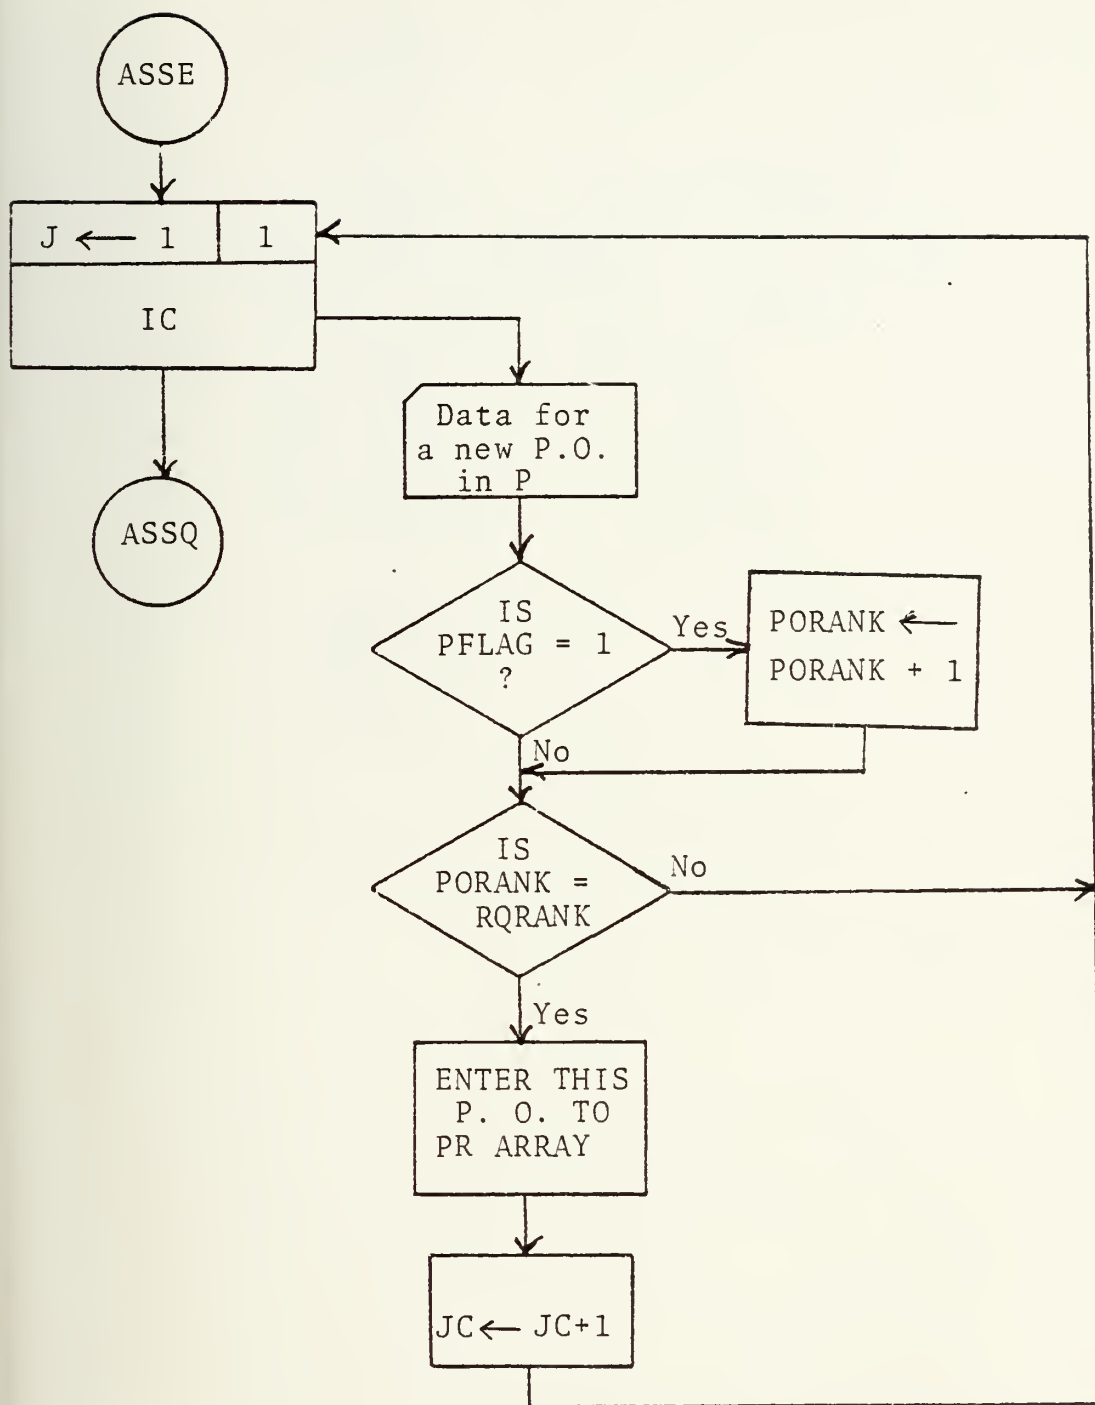 ASSE
J ← 1
1
IC
ASSQ
Data for
a new P.O.
in P
IS
PFLAG = 1
?
Yes
PORANK ←
PORANK + 1
No
IS
PORANK =
RQRANK
No
Yes
ENTER THIS
P. O. TO
PR ARRAY
JC ← JC+1